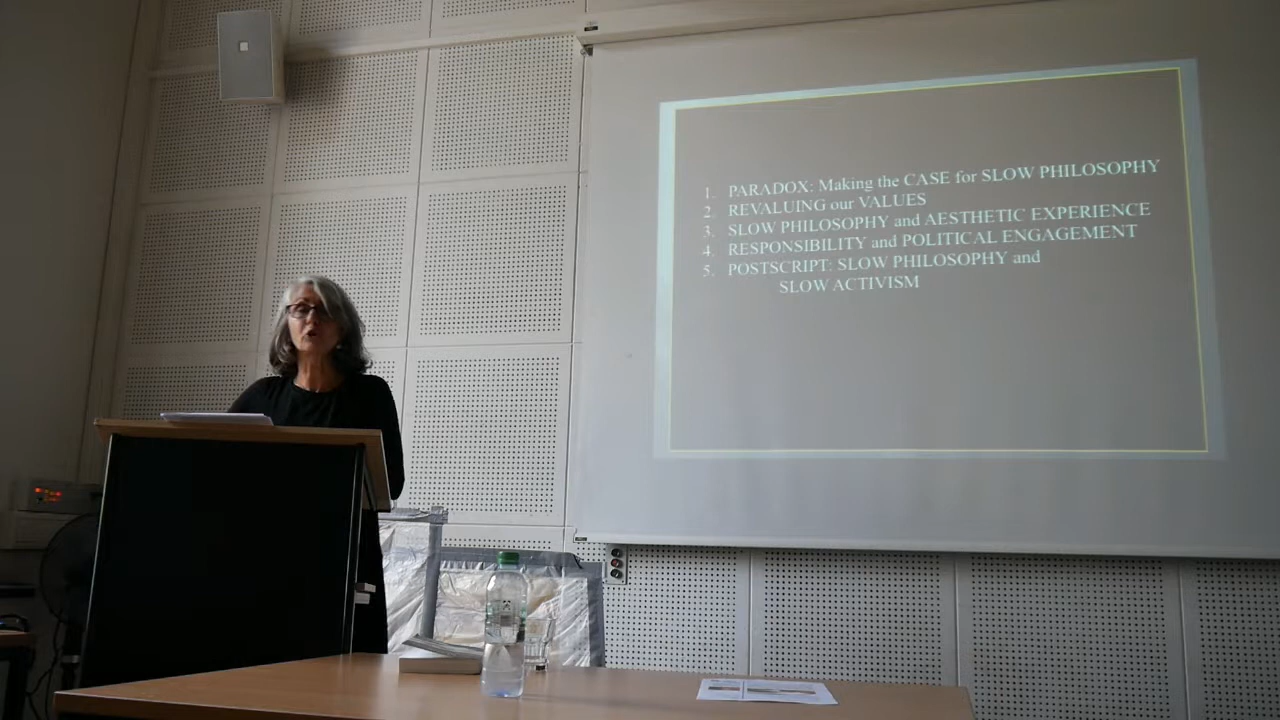 1. PARADOX: Making the CASE for SLOW PHILOSOPHY
2. REVALUING our VALUES
3. SLOW PHILOSOPHY and AESTHETIC EXPERIENCE
4. RESPONSIBILITY and POLITICAL ENGAGEMENT
5. POSTSCRIPT: SLOW PHILOSOPHY and
SLOW ACTIVISM